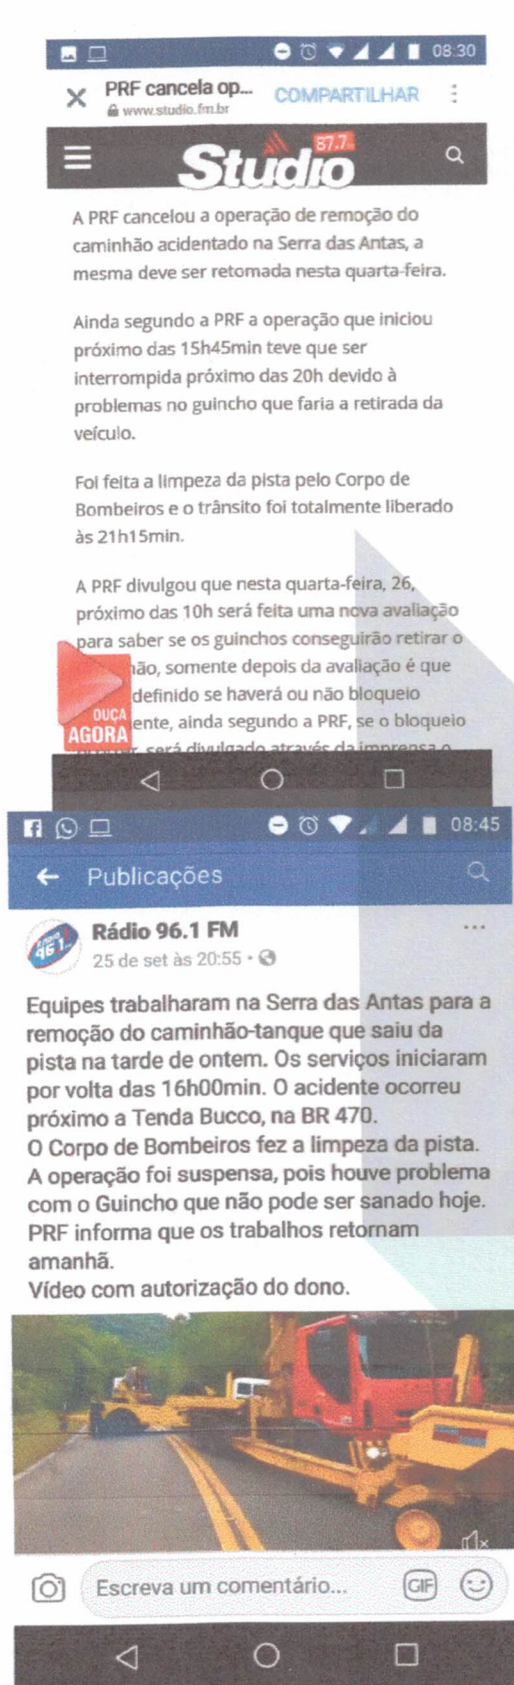 08:30
PRF cancela op...
COMPARTILHAR
www.studio.fm.br
Studio
87.7
A PRF cancelou a operação de remoção do
caminhão acidentado na Serra das Antas, a
mesma deve ser retomada nesta quarta-feira.
Ainda segundo a PRF a operação que iniciou
próximo das 15h45min teve que ser
interrompida próximo das 20h devido à
problemas no guincho que faria a retirada da
veículo.
Foi feita a limpeza da pista pelo Corpo de
Bombeiros e o trânsito foi totalmente liberado
às 21h15min.
A PRF divulgou que nesta quarta-feira, 26,
próximo das 10h será feita uma nova avaliação
para saber se os guinchos conseguirão retirar o
hão, somente depois da avaliação é que
definido se haverá ou não bloqueio
ente, ainda segundo a PRF, se o bloqueio
será divulgado através da imprensa o
OUÇA
AGORA
08:45
Publicações
96.1
Rádio 96.1 FM
25 de set às 20:55
Equipes trabalharam na Serra das Antas para a
remoção do caminhão-tanque que saiu da
pista na tarde de ontem. Os serviços iniciaram
por volta das 16h00min. O acidente ocorreu
próximo a Tenda Bucco, na BR 470.
O Corpo de Bombeiros fez a limpeza da pista.
A operação foi suspensa, pois houve problema
com o Guincho que não pode ser sanado hoje.
PRF informa que os trabalhos retornam
amanhã.
Vídeo com autorização do dono.
Escreva um comentário...
GIF